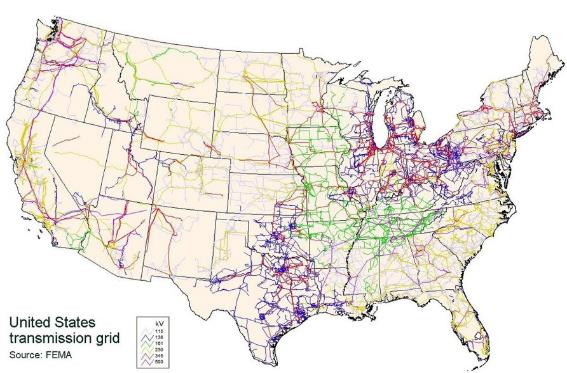 United States
transmission grid
Source: FEMA
kV
115
138
161
230
345
500